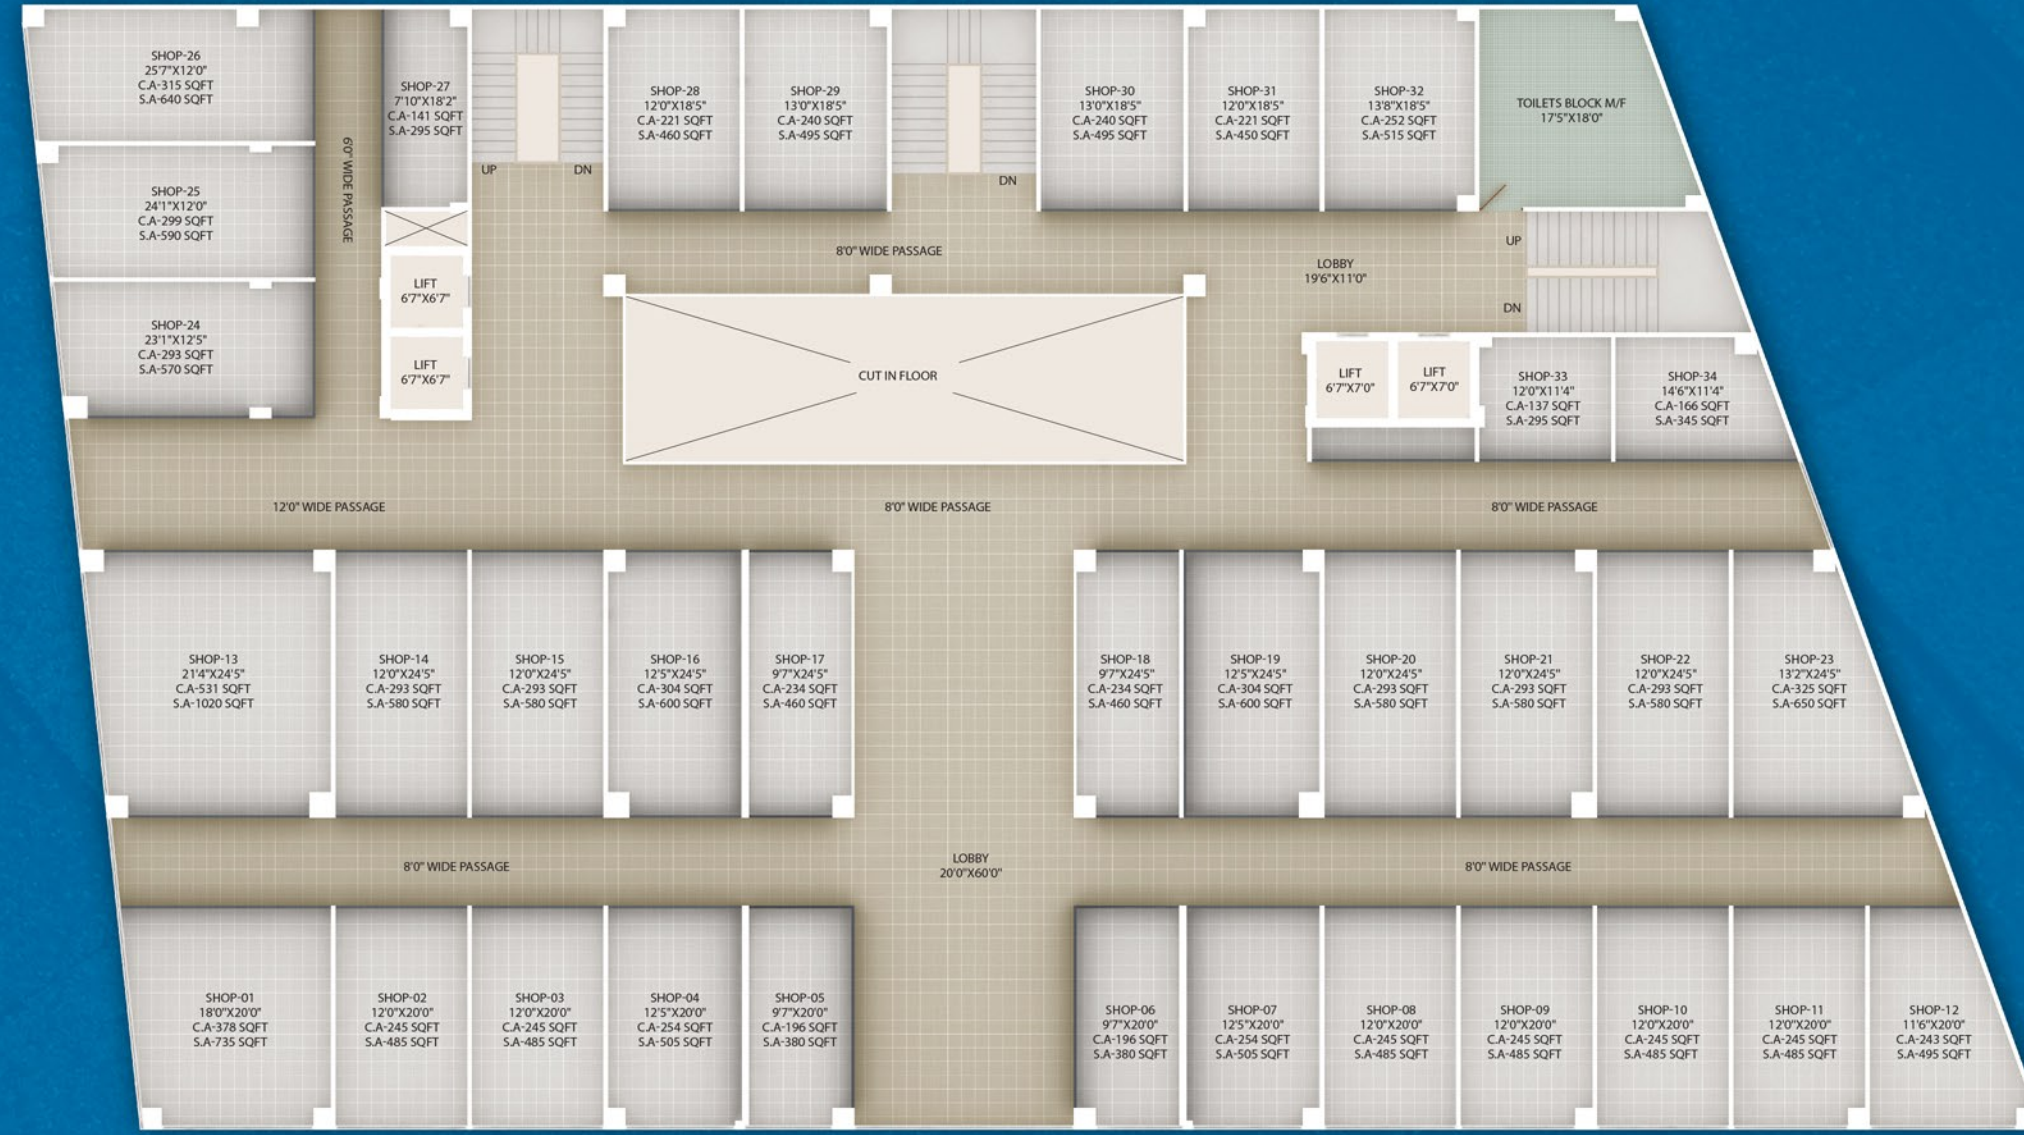 SHOP-26
25'7"X12'0"
C.A-315 SQFT
S.A-640 SQFT
SHOP-27
7'10"X18'2"
C.A-141 SQFT
S.A-295 SQFT
UP
DN
SHOP-28
12'0"X18'5"
C.A-221 SQFT
S.A-460 SQFT
SHOP-29
13'0"X18'5"
C.A-240 SQFT
S.A-495 SQFT
DN
SHOP-30
13'0"X18'5"
C.A-240 SQFT
S.A-495 SQFT
SHOP-31
12'0"X18'5"
C.A-221 SQFT
S.A-450 SQFT
SHOP-32
13'8"X18'5"
C.A-252 SQFT
S.A-515 SQFT
TOILETS BLOCK M/F
17'5"X18'0"
6'0" WIDE PASSAGE
SHOP-25
24'1"X12'0"
C.A-299 SQFT
S.A-590 SQFT
8'0" WIDE PASSAGE
LOBBY
19'6"X11'0"
UP
DN
SHOP-24
23'1"X12'5"
C.A-293 SQFT
S.A-570 SQFT
LIFT
6'7"X6'7"
LIFT
6'7"X6'7"
CUT IN FLOOR
LIFT
6'7"X7'0"
LIFT
6'7"X7'0"
SHOP-33
12'0"X11'4"
C.A-137 SQFT
S.A-295 SQFT
SHOP-34
14'6"X11'4"
C.A-166 SQFT
S.A-345 SQFT
12'0" WIDE PASSAGE
8'0" WIDE PASSAGE
8'0" WIDE PASSAGE
SHOP-13
21'4"X24'5"
C.A-531 SQFT
S.A-1020 SQFT
SHOP-14
12'0"X24'5"
C.A-293 SQFT
S.A-580 SQFT
SHOP-15
12'0"X24'5"
C.A-293 SQFT
S.A-580 SQFT
SHOP-16
12'5"X24'5"
C.A-304 SQFT
S.A-600 SQFT
SHOP-17
9'7"X24'5"
C.A-234 SQFT
S.A-460 SQFT
SHOP-18
9'7"X24'5"
C.A-234 SQFT
S.A-460 SQFT
SHOP-19
12'5"X24'5"
C.A-304 SQFT
S.A-600 SQFT
SHOP-20
12'0"X24'5"
C.A-293 SQFT
S.A-580 SQFT
SHOP-21
12'0"X24'5"
C.A-293 SQFT
S.A-580 SQFT
SHOP-22
12'0"X24'5"
C.A-293 SQFT
S.A-580 SQFT
SHOP-23
13'2"X24'5"
C.A-325 SQFT
S.A-650 SQFT
8'0" WIDE PASSAGE
LOBBY
20'0"X60'0"
8'0" WIDE PASSAGE
SHOP-01
18'0"X20'0"
C.A-378 SQFT
S.A-735 SQFT
SHOP-02
12'0"X20'0"
C.A-245 SQFT
S.A-485 SQFT
SHOP-03
12'0"X20'0"
C.A-245 SQFT
S.A-485 SQFT
SHOP-04
12'5"X20'0"
C.A-254 SQFT
S.A-505 SQFT
SHOP-05
9'7"X20'0"
C.A-196 SQFT
S.A-380 SQFT
SHOP-06
9'7"X20'0"
C.A-196 SQFT
S.A-380 SQFT
SHOP-07
12'5"X20'0"
C.A-254 SQFT
S.A-505 SQFT
SHOP-08
12'0"X20'0"
C.A-245 SQFT
S.A-485 SQFT
SHOP-09
12'0"X20'0"
C.A-245 SQFT
S.A-485 SQFT
SHOP-10
12'0"X20'0"
C.A-245 SQFT
S.A-485 SQFT
SHOP-11
12'0"X20'0"
C.A-245 SQFT
S.A-485 SQFT
SHOP-12
11'6"X20'0"
C.A-243 SQFT
S.A-495 SQFT